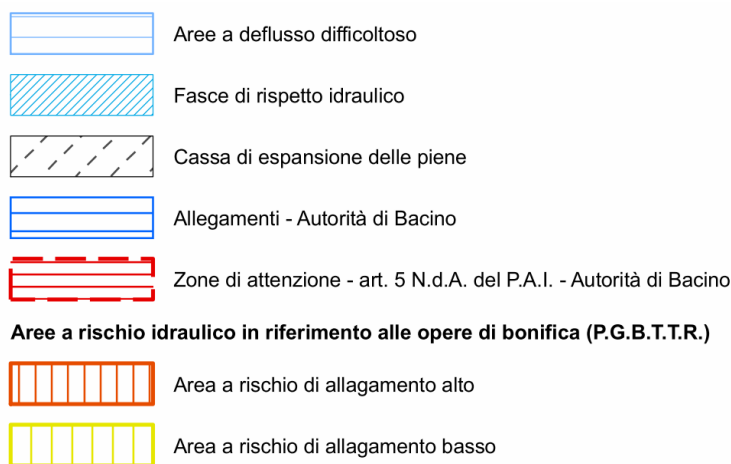 Aree a deflusso difficoltoso
Fasce di rispetto idraulico
Cassa di espansione delle piene
Allegamenti - Autorità di Bacino
Zone di attenzione - art. 5 N.d.A. del P.A.I. - Autorità di Bacino
Aree a rischio idraulico in riferimento alle opere di bonifica (P.G.B.T.T.R.)
Area a rischio di allagamento alto
Area a rischio di allagamento basso